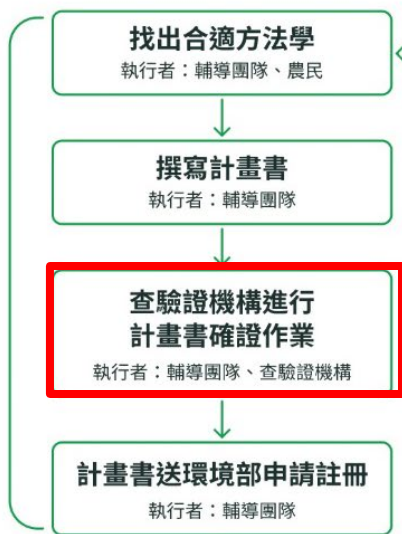 找出合適方法學
執行者：輔導團隊、農民
撰寫計畫書
執行者：輔導團隊
查驗證機構進行
計畫書確證作業
執行者：輔導團隊、查驗證機構
計畫書送環境部申請註冊
執行者：輔導團隊